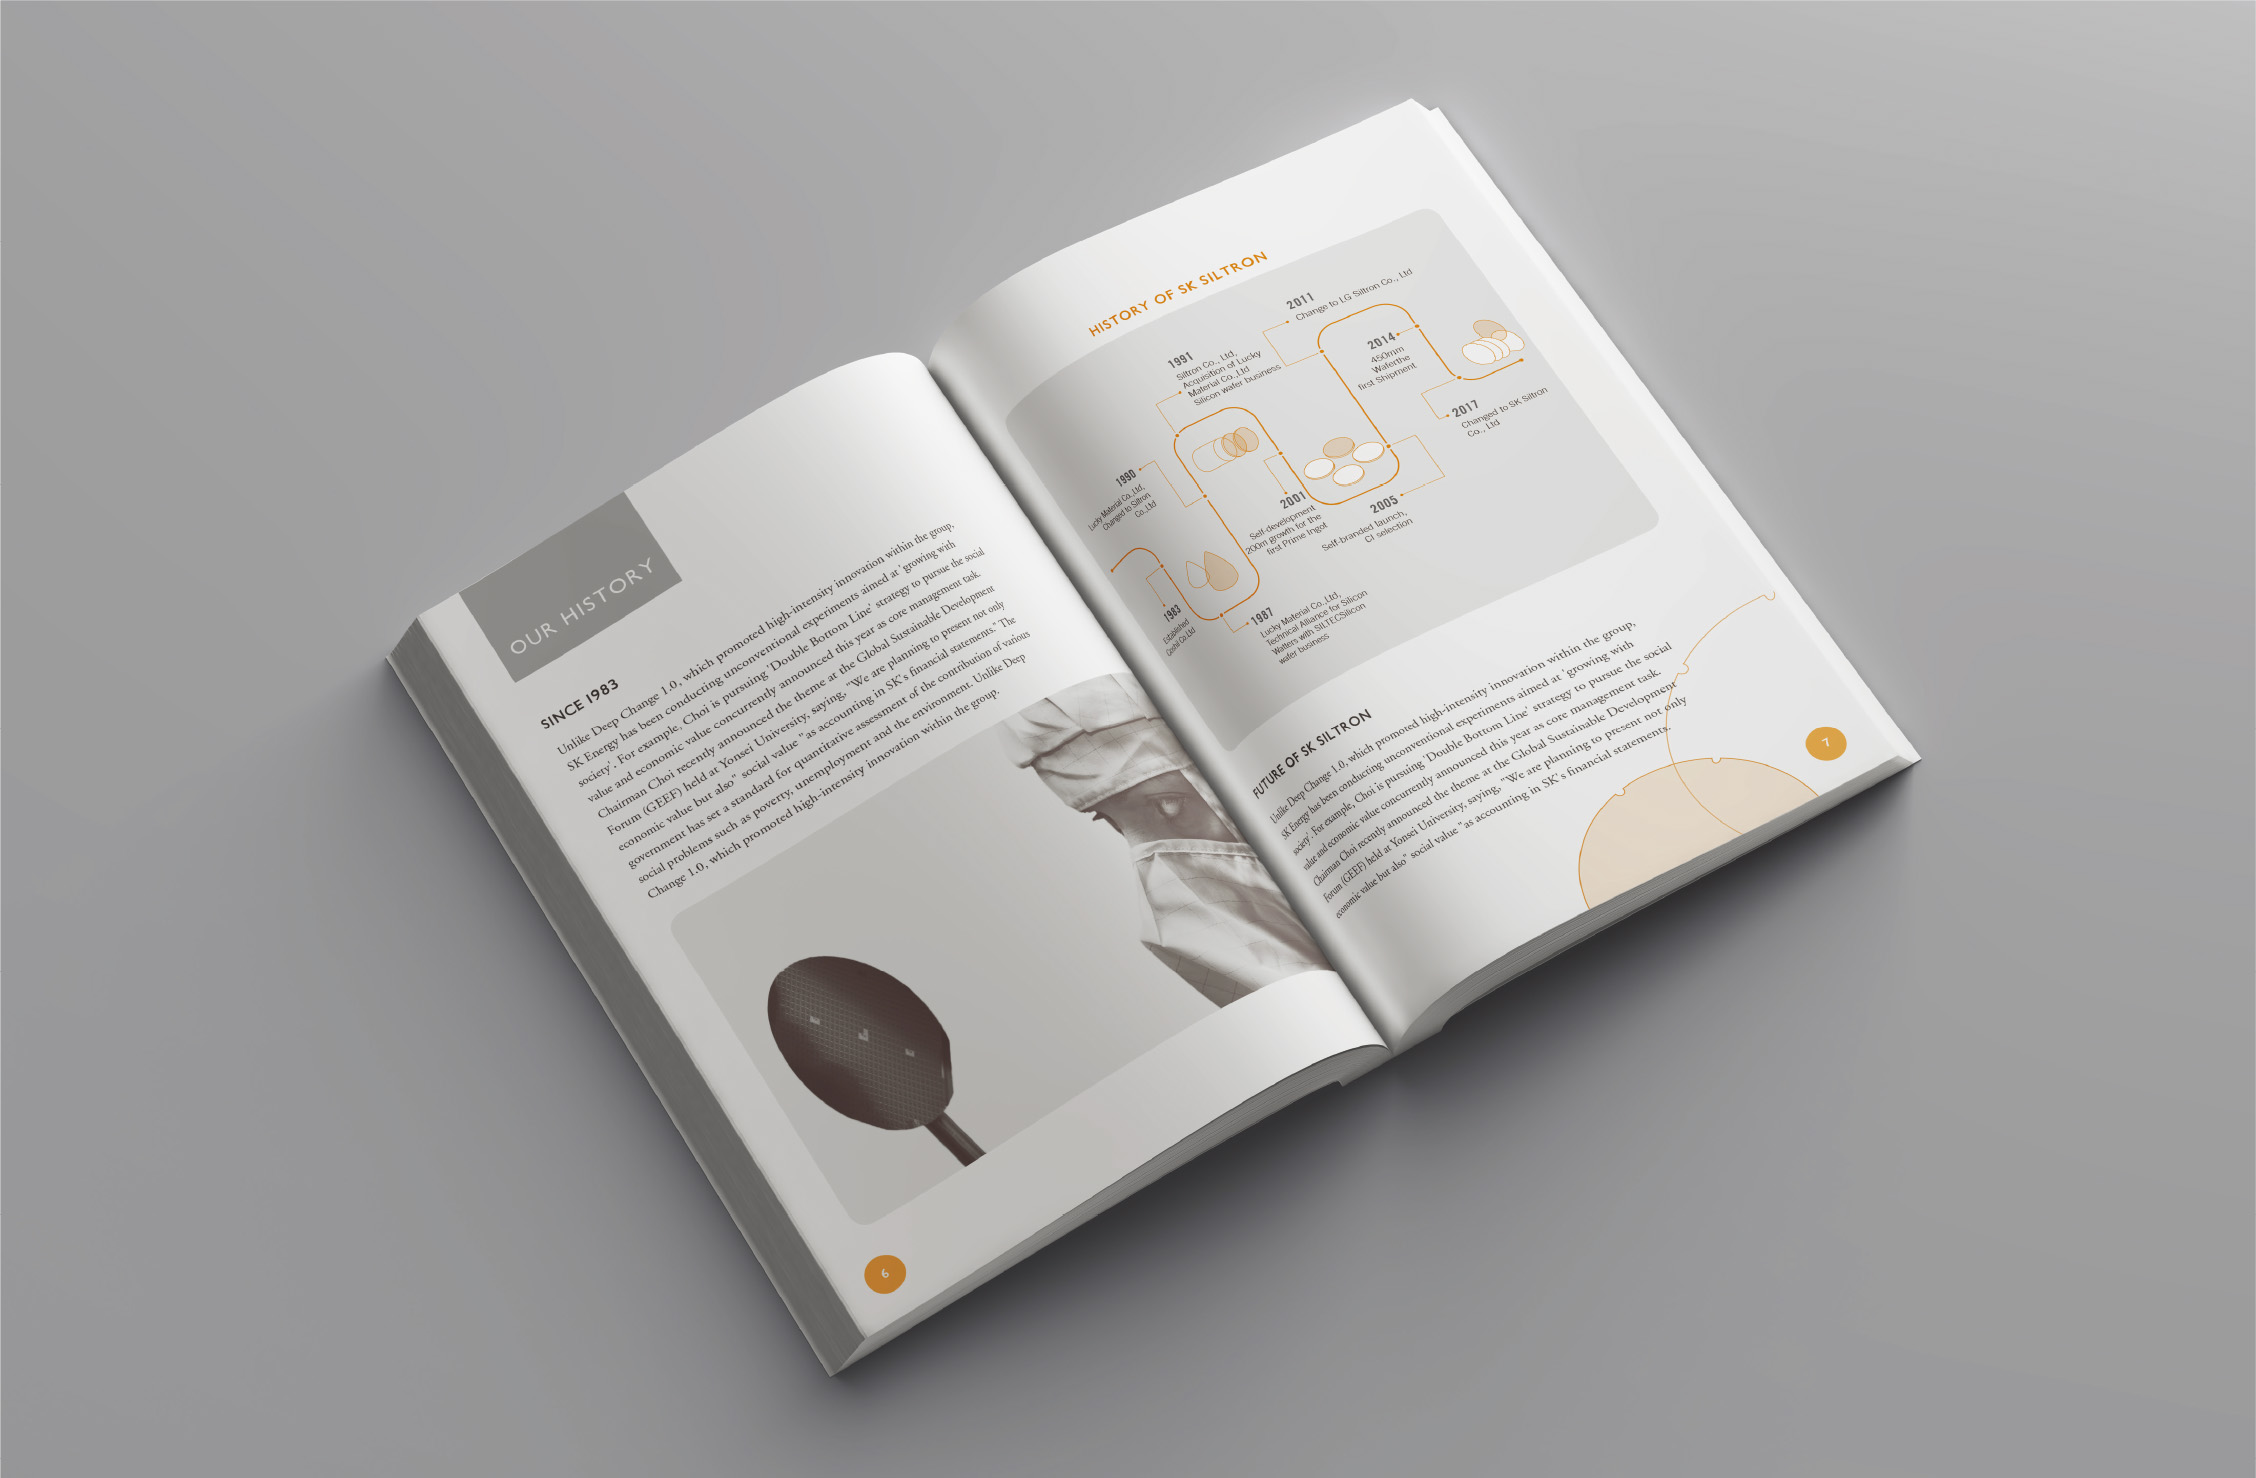 OUR HISTORY
SINCE 1983
Unlike Deep Change 1.0, which promoted high-intensity innovation within the group,
SK Energy has been conducting unconventional experiments aimed at 'growing with
society'. For example, Choi is pursuing 'Double Bottom Line' strategy to pursue the social
value and economic value concurrently announced this year as core management task.
Chairman Choi recently announced the theme at the Global Sustainable Development
Forum (GEEF) held at Yonsei University, saying, "We are planning to present not only
economic value but also" social value "as accounting in SK's financial statements." The
government has set a standard for quantitative assessment of the contribution of various
social problems such as poverty, unemployment and the environment. Unlike Deep
Change 1.0, which promoted high-intensity innovation within the group.
6
HISTORY OF SK SILTRON
1983
Established
Co.Ltd
1987
Lucky Material Co.,Ltd,
Technical Alliance for Silicon
Watters with SILTECSilicon
wafer business
1990
Lucky Material Co.,Ltd,
Changed to Siltron
Co.,Ltd
1991
Siltron Co., Ltd,
Acquisition of Lucky
Material Co.,Ltd
Silicon wafer business
2001
Self-development
200m growth for the
first Prime Ingot
2005
Self-branded launch,
CI selection
2011
Change to LG Siltron Co., Ltd
2014
450mm
Waferthe
first Shipment
2017
Changed to SK Siltron
Co., Ltd
FUTURE OF SK SILTRON
Unlike Deep Change 1.0, which promoted high-intensity innovation within the group,
SK Energy has been conducting unconventional experiments aimed at 'growing with
society'. For example, Choi is pursuing 'Double Bottom Line' strategy to pursue the social
value and economic value concurrently announced this year as core management task.
Chairman Choi recently announced the theme at the Global Sustainable Development
Forum (GEEF) held at Yonsei University, saying, "We are planning to present not only
economic value but also" social value "as accounting in SK's financial statements.
7